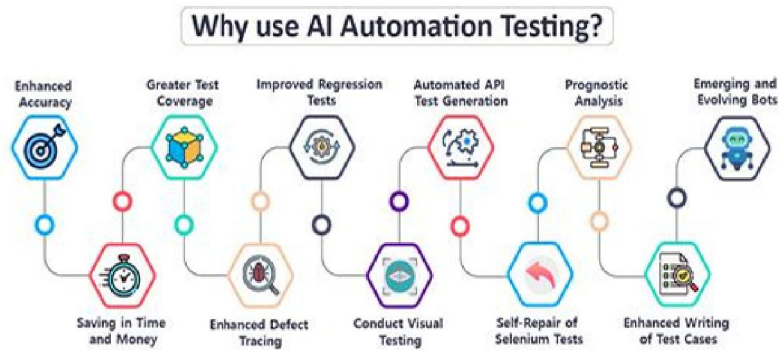 Why use AI Automation Testing?
Enhanced
Accuracy
Greater Test
Coverage
Improved Regression
Tests
Automated API
Test Generation
Prognostic
Analysis
Emerging and
Evolving Bots
Saving in Time
and Money
Enhanced Defect
Tracing
Conduct Visual
Testing
Self-Repair of
Selenium Tests
Enhanced Writing
of Test Cases